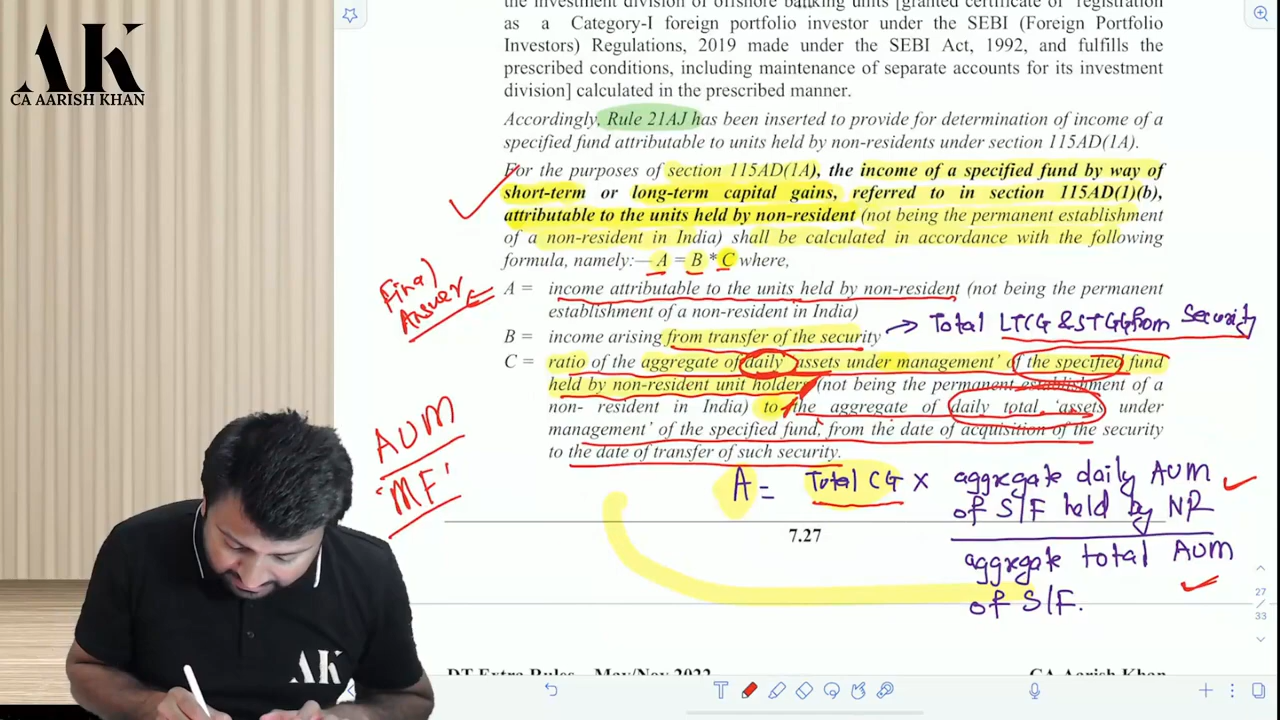 AK
CA AARISH KHAN
the investment division of offshore banking units [granted certificate of registration
as a Category-I foreign portfolio investor under the SEBI (Foreign Portfolio
Investors) Regulations, 2019 made under the SEBI Act, 1992, and fulfills the
prescribed conditions, including maintenance of separate accounts for its investment
division] calculated in the prescribed manner.
Accordingly, Rule 21AJ has been inserted to provide for determination of income of a
specified fund attributable to units held by non-residents under section 115AD(1A).
For the purposes of section 115AD(1A), the income of a specified fund by way of
short-term or long-term capital gains, referred to in section 115AD(1)(b),
attributable to the units held by non-resident (not being the permanent establishment
of a non-resident in India) shall be calculated in accordance with the following
formula, namely:— A = B * C where,
Final
Answer
A = income attributable to the units held by non-resident (not being the permanent
establishment of a non-resident in India)
B = income arising from transfer of the security
Total LTCG & STCG from Security
C = ratio of the aggregate of daily 'assets under management' of the specified fund
held by non-resident unit holders (not being the permanent establishment of a
non- resident in India) to the aggregate of daily total 'assets under
management' of the specified fund, from the date of acquisition of the security
to the date of transfer of such security.
AUM
'MF'
A = Total CG × aggregate daily AUM
of S/F held by NR
aggregate total AUM
of S/F.
7.27
27
33
DT Extra Rules - May/Nov 2022
CA Aarish Khan
AK